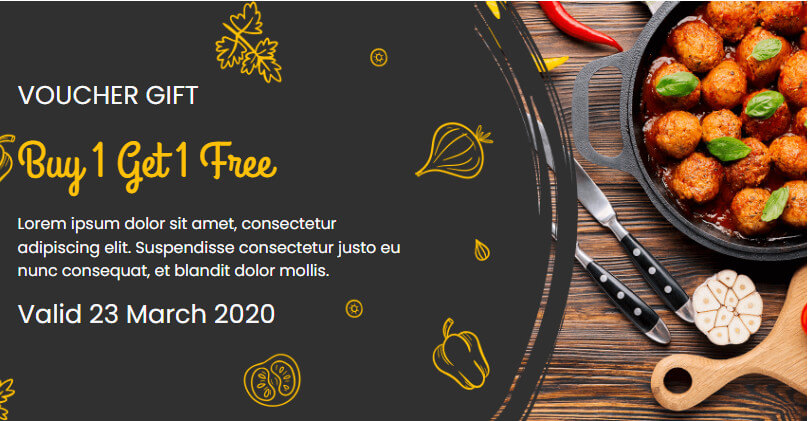 VOUCHER GIFT
Buy 1 Get 1 Free
Lorem ipsum dolor sit amet, consectetur
adipiscing elit. Suspendisse consectetur justo eu
nunc consequat, et blandit dolor mollis.
Valid 23 March 2020